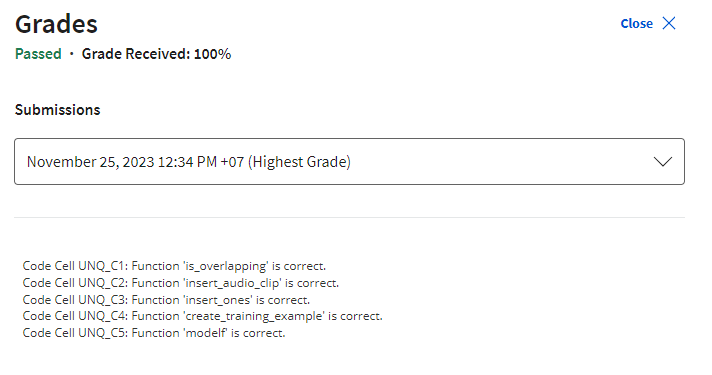 Grades
Close
Passed · Grade Received: 100%
Submissions
November 25, 2023 12:34 PM +07 (Highest Grade)
Code Cell UNQ_C1: Function 'is_overlapping' is correct.
Code Cell UNQ_C2: Function 'insert_audio_clip' is correct.
Code Cell UNQ_C3: Function 'insert_ones' is correct.
Code Cell UNQ_C4: Function 'create_training_example' is correct.
Code Cell UNQ_C5: Function 'modelf' is correct.